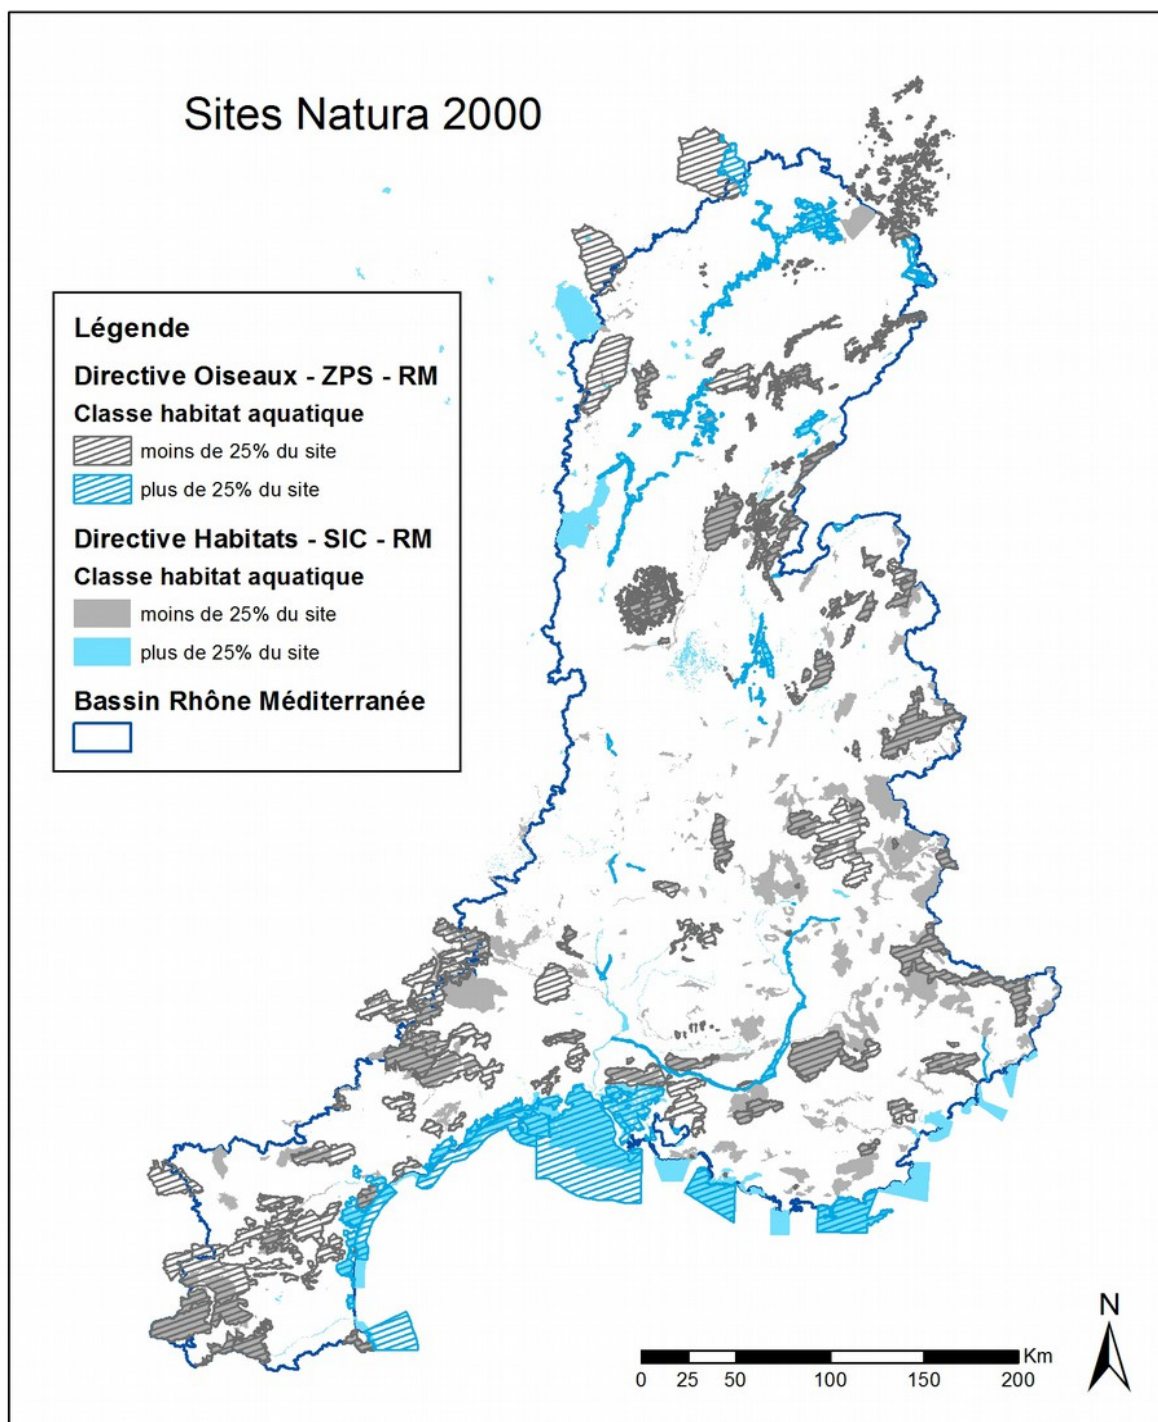 Sites Natura 2000
Légende
Directive Oiseaux - ZPS - RM
Classe habitat aquatique
moins de 25% du site
plus de 25% du site
Directive Habitats - SIC - RM
Classe habitat aquatique
moins de 25% du site
plus de 25% du site
Bassin Rhône Méditerranée
N
Km
0 25 50 100 150 200